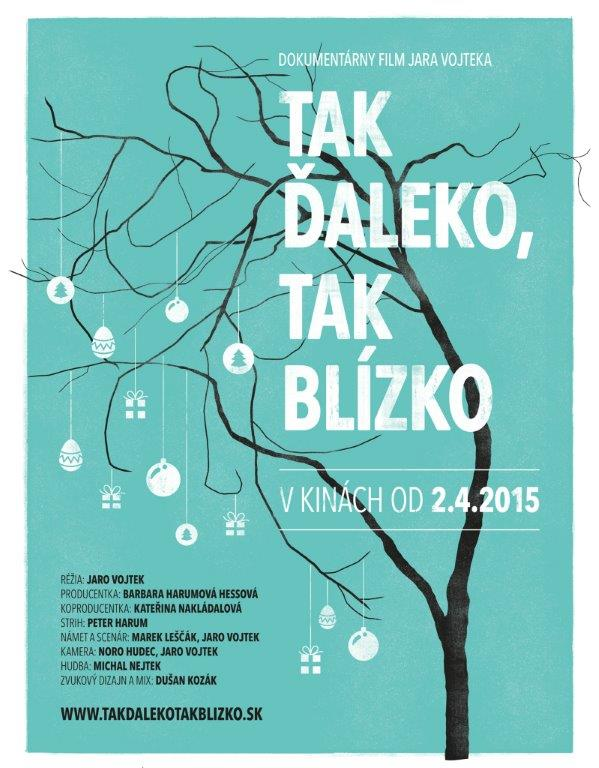 DOKUMENTÁRNY FILM JARA VOJTEKA
TAK
ĎALEKO,
TAK
BLÍZKO
V KINÁCH OD 2.4.2015
RÉŽIA: JARO VOJTEK
PRODUCENTKA: BARBARA HARUMOVÁ HESSOVÁ
KOPRODUCENTKA: KATEŘINA NAKLÁDALOVÁ
STRIH: PETER HARUM
NÁMET A SCENÁR: MAREK LEŠČÁK, JARO VOJTEK
KAMERA: NORO HUDEC, JARO VOJTEK
HUDBA: MICHAL NEJTEK
ZVUKOVÝ DIZAJN A MIX: DUŠAN KOZÁK
WWW.TAKDALEKOTAKBLIZKO.SK